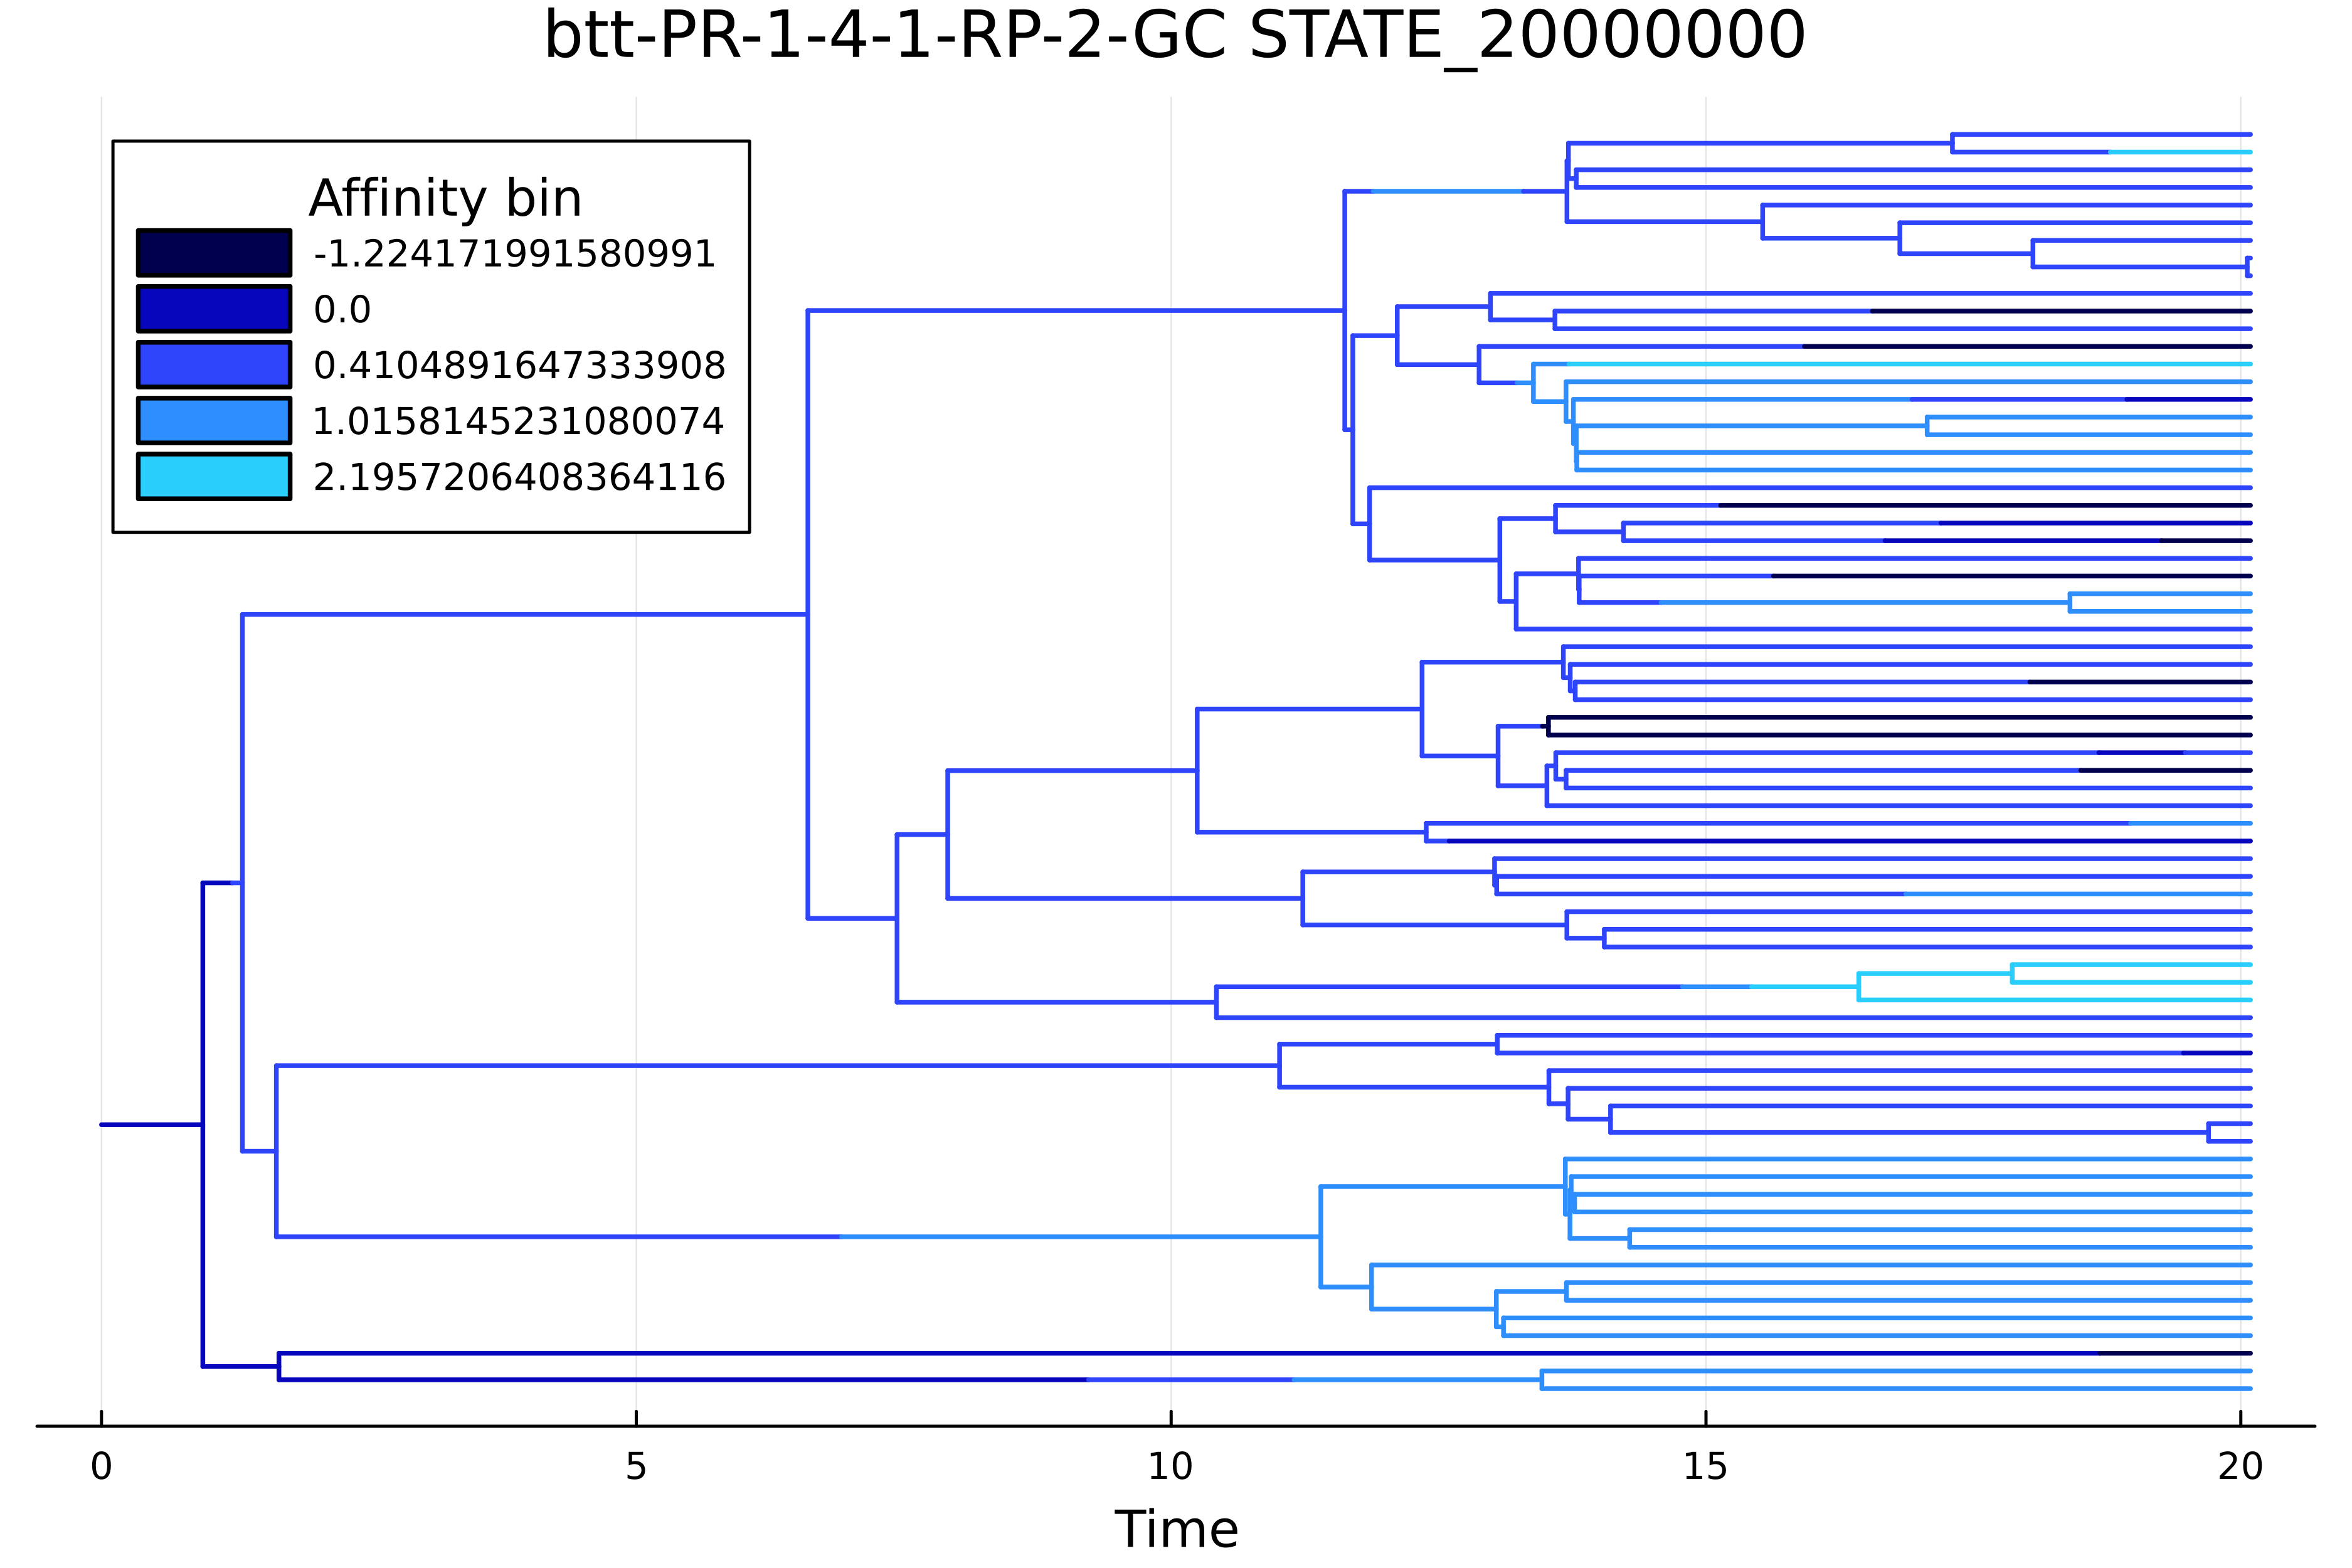 btt-PR-1-4-1-RP-2-GC STATE_20000000
Affinity bin
-1.224171991580991
0.0
0.4104891647333908
1.0158145231080074
2.1957206408364116
0 5 10 15 20
Time